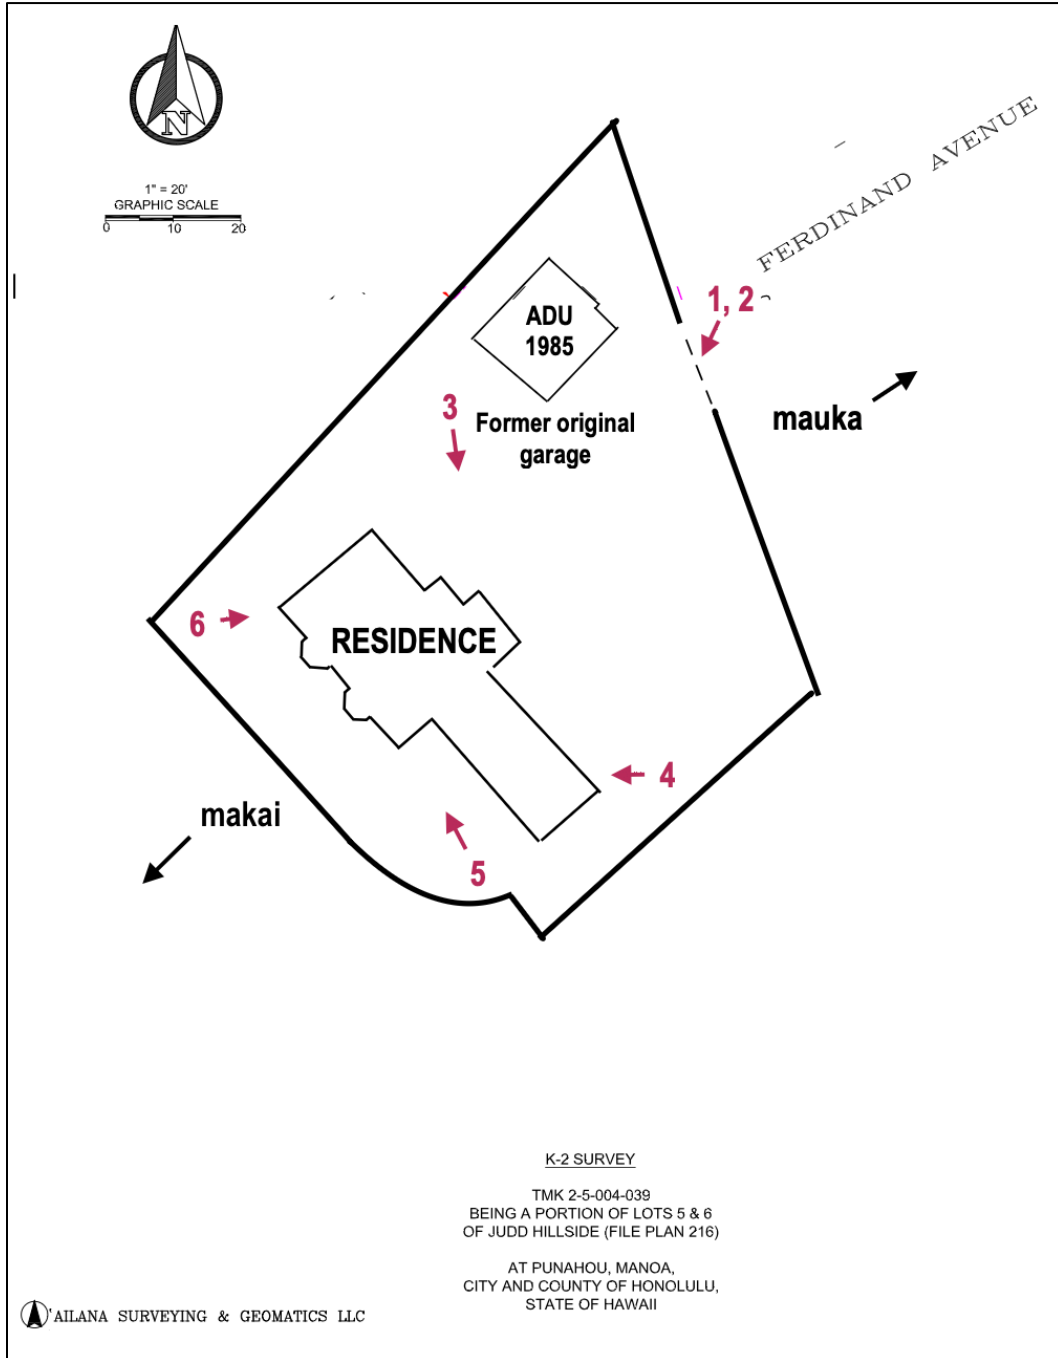 N
1" = 20'
GRAPHIC SCALE
0 10 20
FERDINAND AVENUE
1, 2
ADU
1985
mauka
3
Former original
garage
6
RESIDENCE
4
makai
5
K-2 SURVEY
TMK 2-5-004-039
BEING A PORTION OF LOTS 5 & 6
OF JUDD HILLSIDE (FILE PLAN 216)
AT PUNAHOU, MANOA,
CITY AND COUNTY OF HONOLULU,
STATE OF HAWAII
'AILANA SURVEYING & GEOMATICS LLC